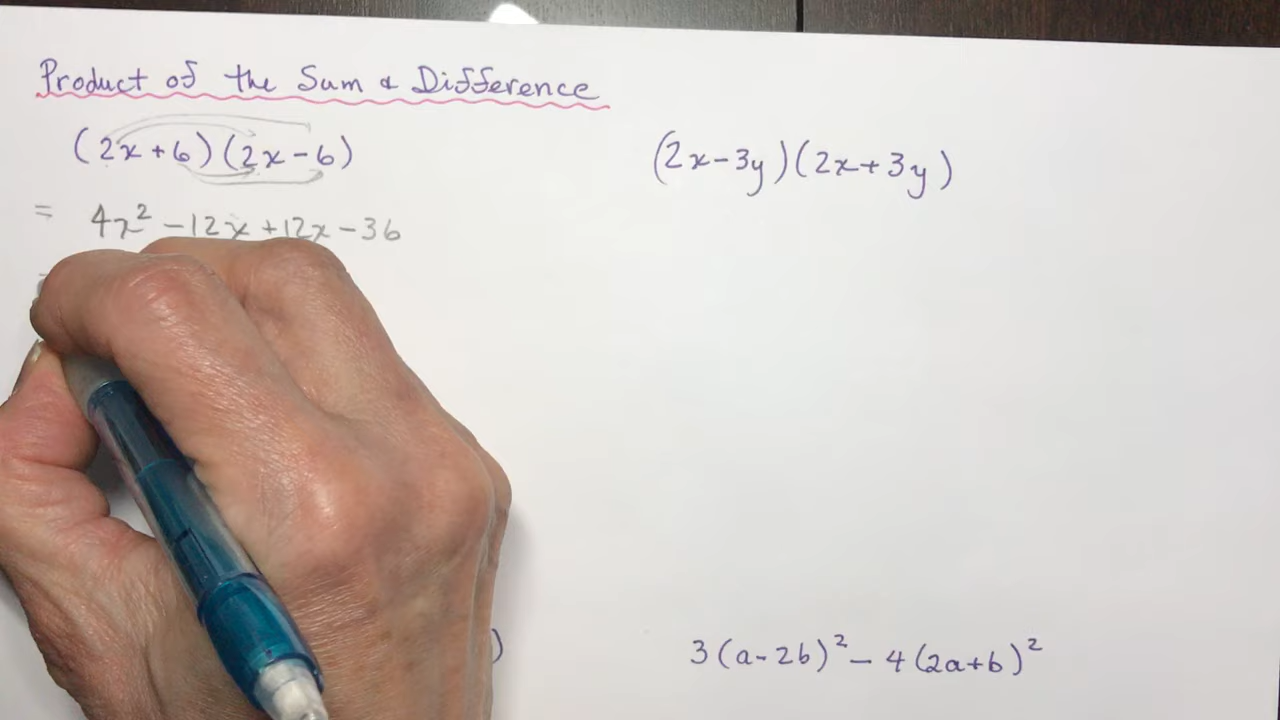 Product of the Sum & Difference
(2x+6)(2x-6)
= 4x² -12x +12x -36
(2x-3y)(2x+3y)
)
3(a-2b)² - 4(2a+b)²